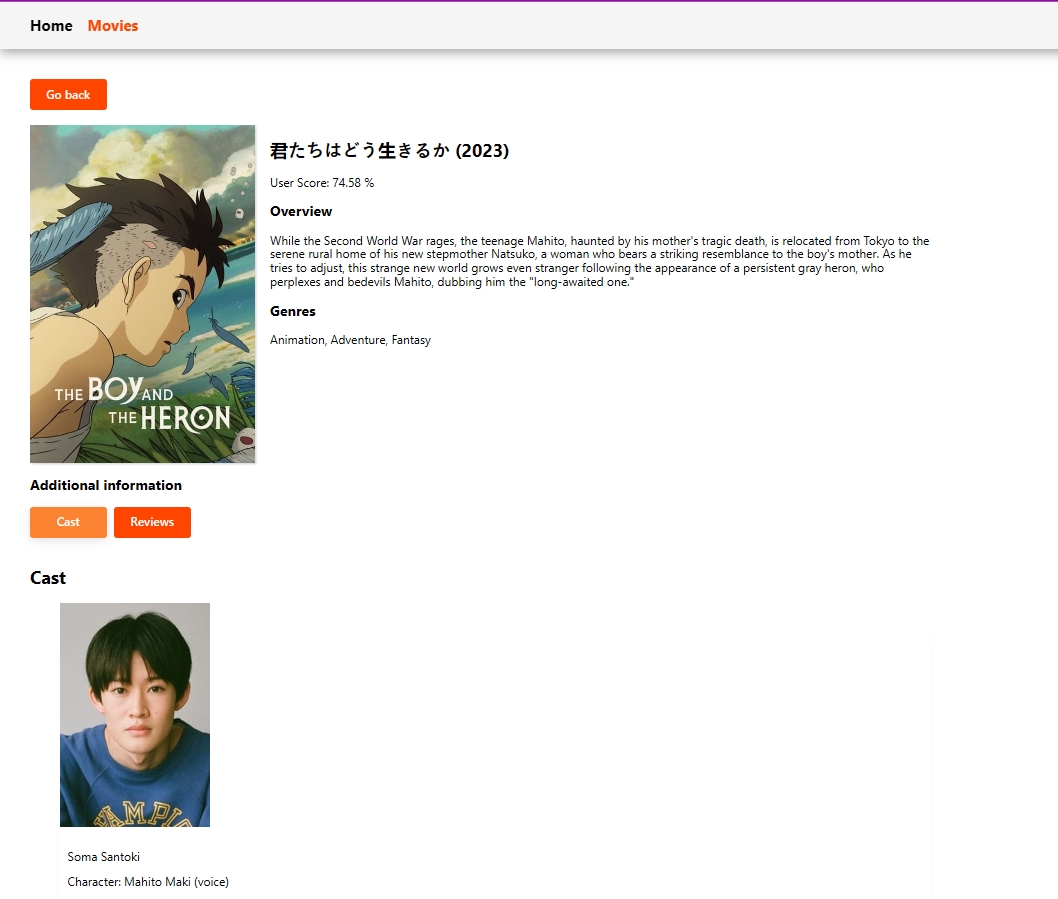 Home Movies
Go back
君たちはどう生きるか (2023)
User Score: 74.58 %
Overview
While the Second World War rages, the teenage Mahito, haunted by his mother's tragic death, is relocated from Tokyo to the
serene rural home of his new stepmother Natsuko, a woman who bears a striking resemblance to the boy's mother. As he
tries to adjust, this strange new world grows even stranger following the appearance of a persistent gray heron, who
perplexes and bedevils Mahito, dubbing him the "long-awaited one."
Genres
Animation, Adventure, Fantasy
THE BOY AND
THE HERON
Additional information
Cast Reviews
Cast
Soma Santoki
Character: Mahito Maki (voice)